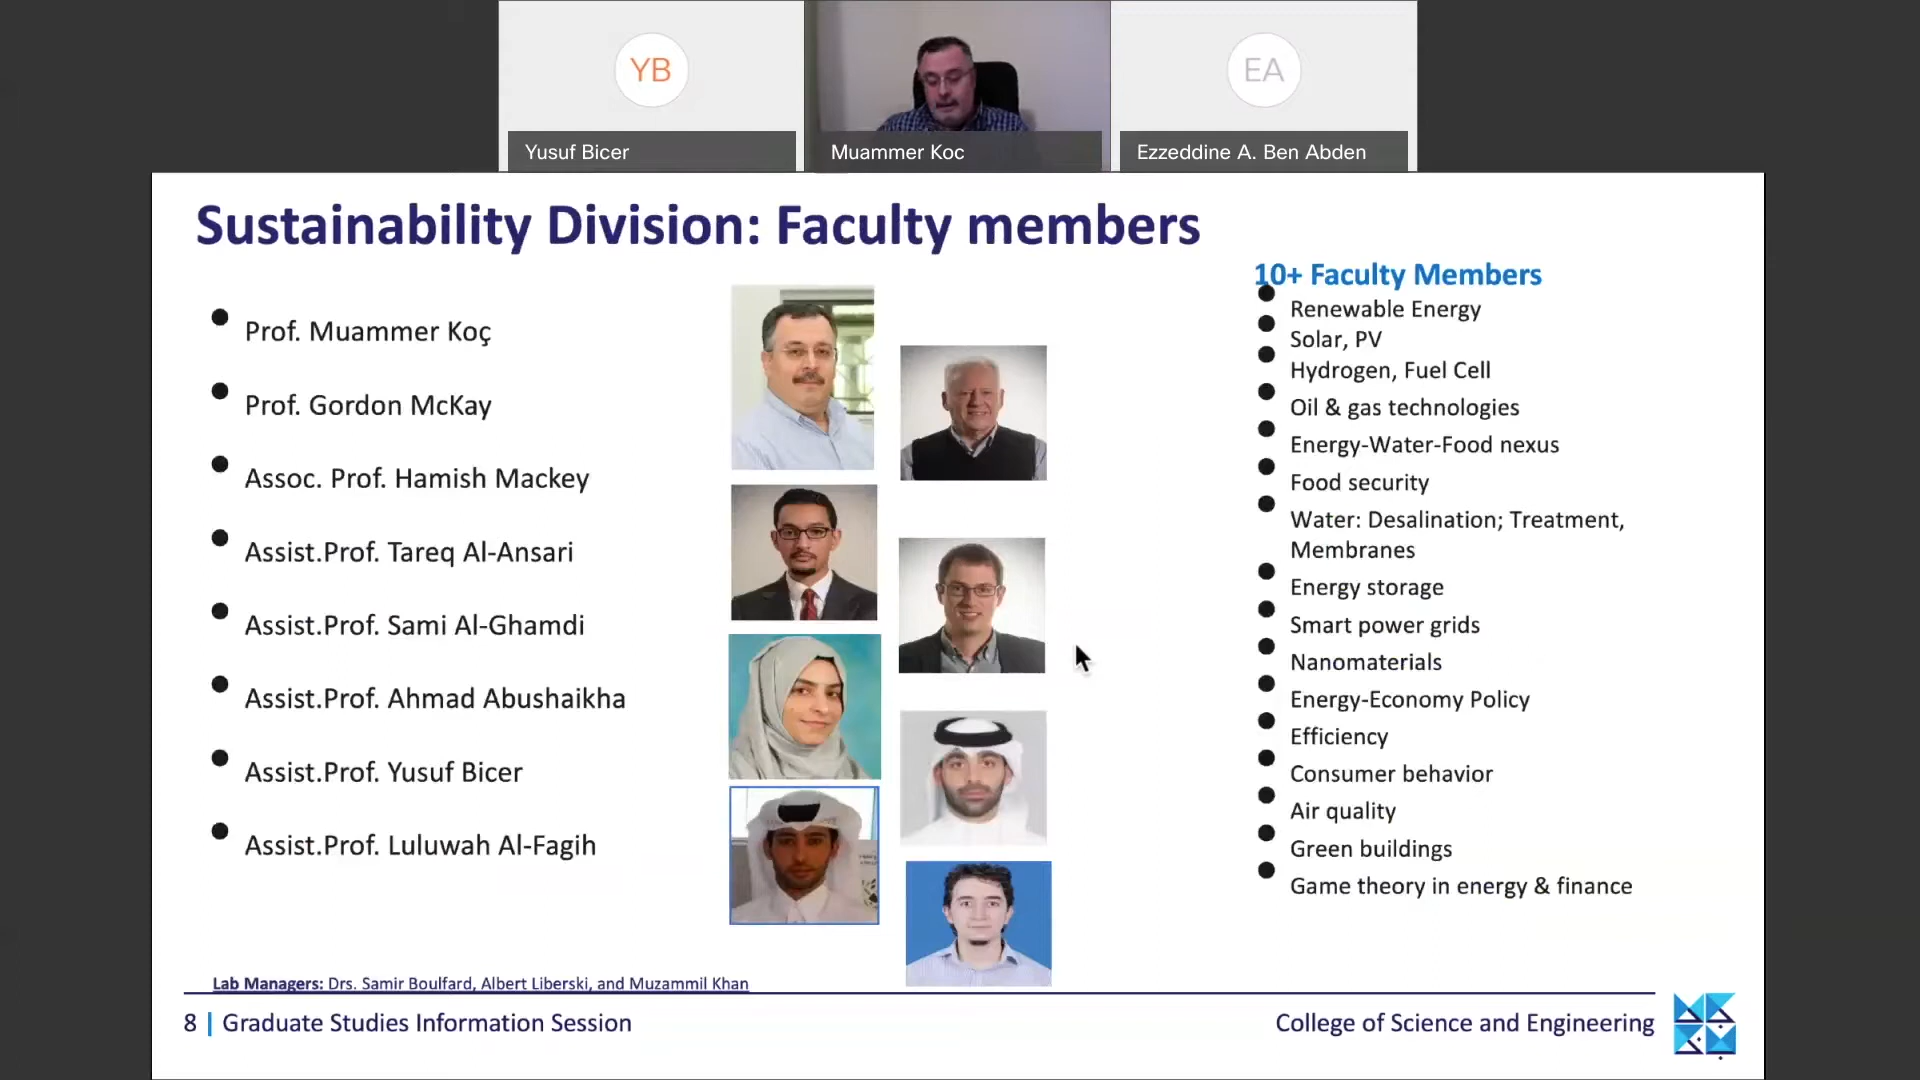 YB
EA
Yusuf Bicer
Muammer Koc
Ezzeddine A. Ben Abden
Sustainability Division: Faculty members
Prof. Muammer Koç
Prof. Gordon McKay
Assoc. Prof. Hamish Mackey
Assist.Prof. Tareq Al-Ansari
Assist.Prof. Sami Al-Ghamdi
Assist.Prof. Ahmad Abushaikha
Assist.Prof. Yusuf Bicer
Assist.Prof. Luluwah Al-Fagih
10+ Faculty Members
Renewable Energy
Solar, PV
Hydrogen, Fuel Cell
Oil & gas technologies
Energy-Water-Food nexus
Food security
Water: Desalination; Treatment,
Membranes
Energy storage
Smart power grids
Nanomaterials
Energy-Economy Policy
Efficiency
Consumer behavior
Air quality
Green buildings
Game theory in energy & finance
Lab Managers: Drs. Samir Boulfard, Albert Liberski, and Muzammil Khan
8 | Graduate Studies Information Session
College of Science and Engineering